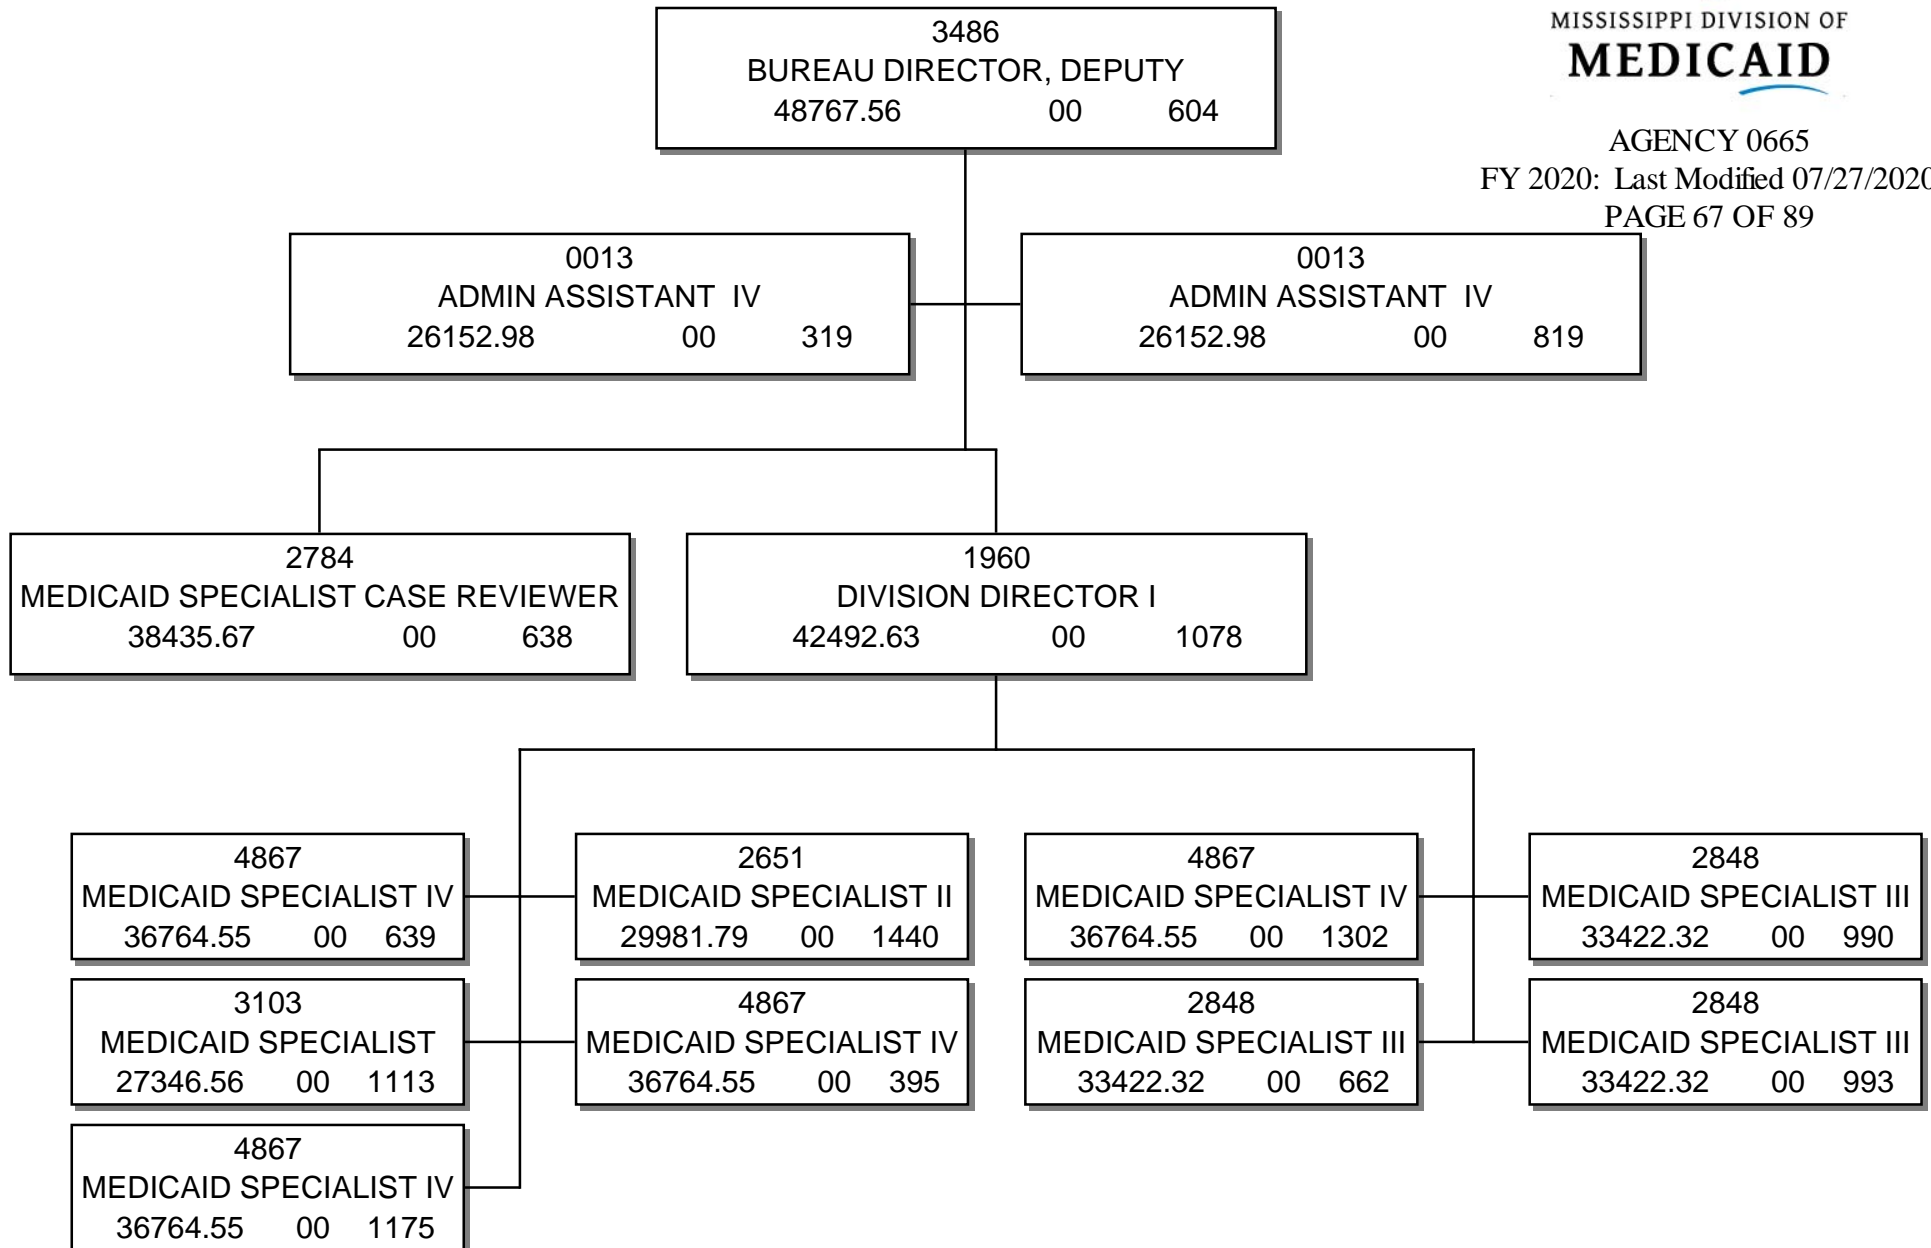 3486
BUREAU DIRECTOR, DEPUTY
48767.56 00 604
MISSISSIPPI DIVISION OF
MEDICAID
AGENCY 0665
FY 2020: Last Modified 07/27/2020
PAGE 67 OF 89
0013
ADMIN ASSISTANT IV
26152.98 00 319
0013
ADMIN ASSISTANT IV
26152.98 00 819
2784
MEDICAID SPECIALIST CASE REVIEWER
38435.67 00 638
1960
DIVISION DIRECTOR I
42492.63 00 1078
4867
MEDICAID SPECIALIST IV
36764.55 00 639
2651
MEDICAID SPECIALIST II
29981.79 00 1440
4867
MEDICAID SPECIALIST IV
36764.55 00 1302
2848
MEDICAID SPECIALIST III
33422.32 00 990
3103
MEDICAID SPECIALIST
27346.56 00 1113
4867
MEDICAID SPECIALIST IV
36764.55 00 395
2848
MEDICAID SPECIALIST III
33422.32 00 662
2848
MEDICAID SPECIALIST III
33422.32 00 993
4867
MEDICAID SPECIALIST IV
36764.55 00 1175